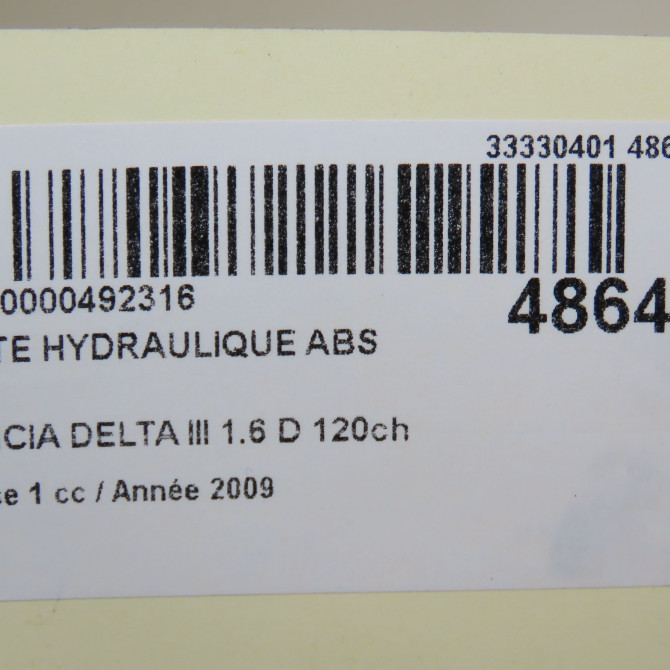 33330401 486
0000492316
4864
TE HYDRAULIQUE ABS
CIA DELTA III 1.6 D 120ch
e 1 cc / Année 2009